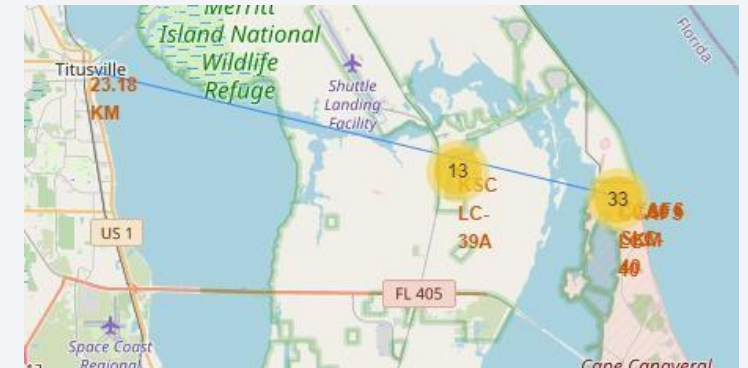 Merritt
Island National
Wildlife
Refuge
Florida
Titusville
23.18
KM
Shuttle
Landing
Facility
13
KSC
LC-
39A
33
40
US 1
FL 405
Space Coast
Regional
Cape Canaveral